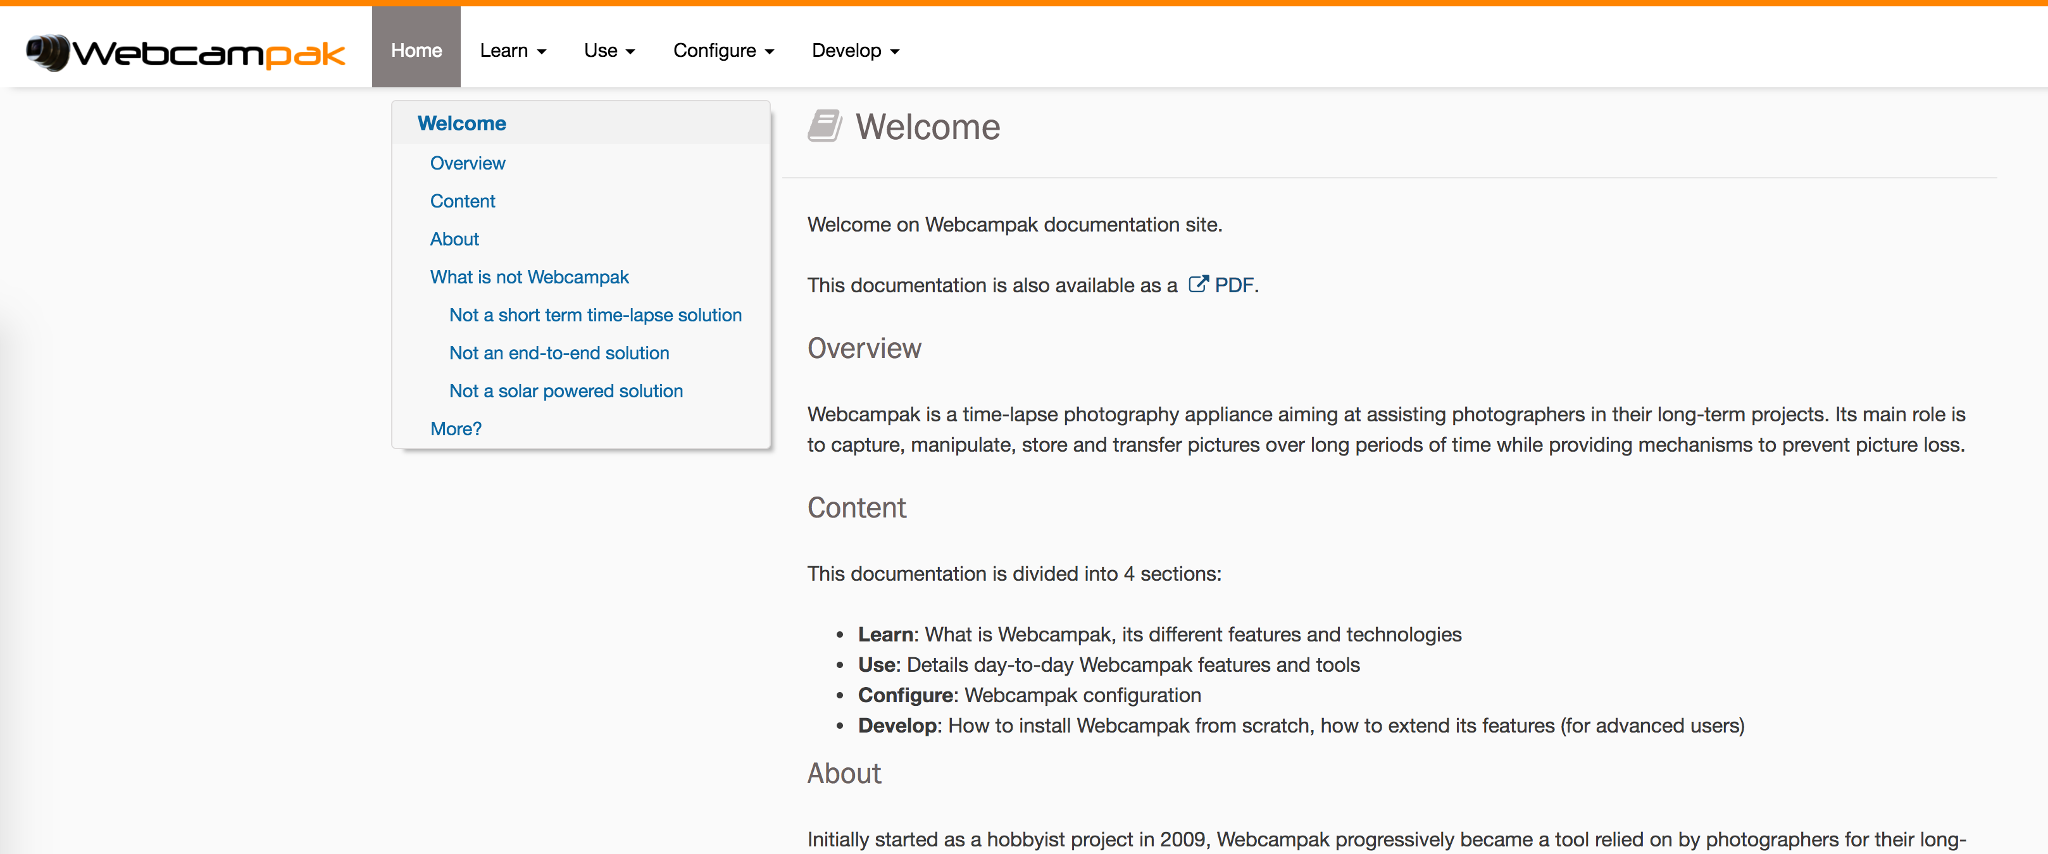 Webcampak
Home Learn Use Configure Develop
Welcome
Overview
Content
About
What is not Webcampak
Not a short term time-lapse solution
Not an end-to-end solution
Not a solar powered solution
More?
Welcome
Welcome on Webcampak documentation site.
This documentation is also available as a PDF.
Overview
Webcampak is a time-lapse photography appliance aiming at assisting photographers in their long-term projects. Its main role is
to capture, manipulate, store and transfer pictures over long periods of time while providing mechanisms to prevent picture loss.
Content
This documentation is divided into 4 sections:
• Learn: What is Webcampak, its different features and technologies
• Use: Details day-to-day Webcampak features and tools
• Configure: Webcampak configuration
• Develop: How to install Webcampak from scratch, how to extend its features (for advanced users)
About
Initially started as a hobbyist project in 2009, Webcampak progressively became a tool relied on by photographers for their long-